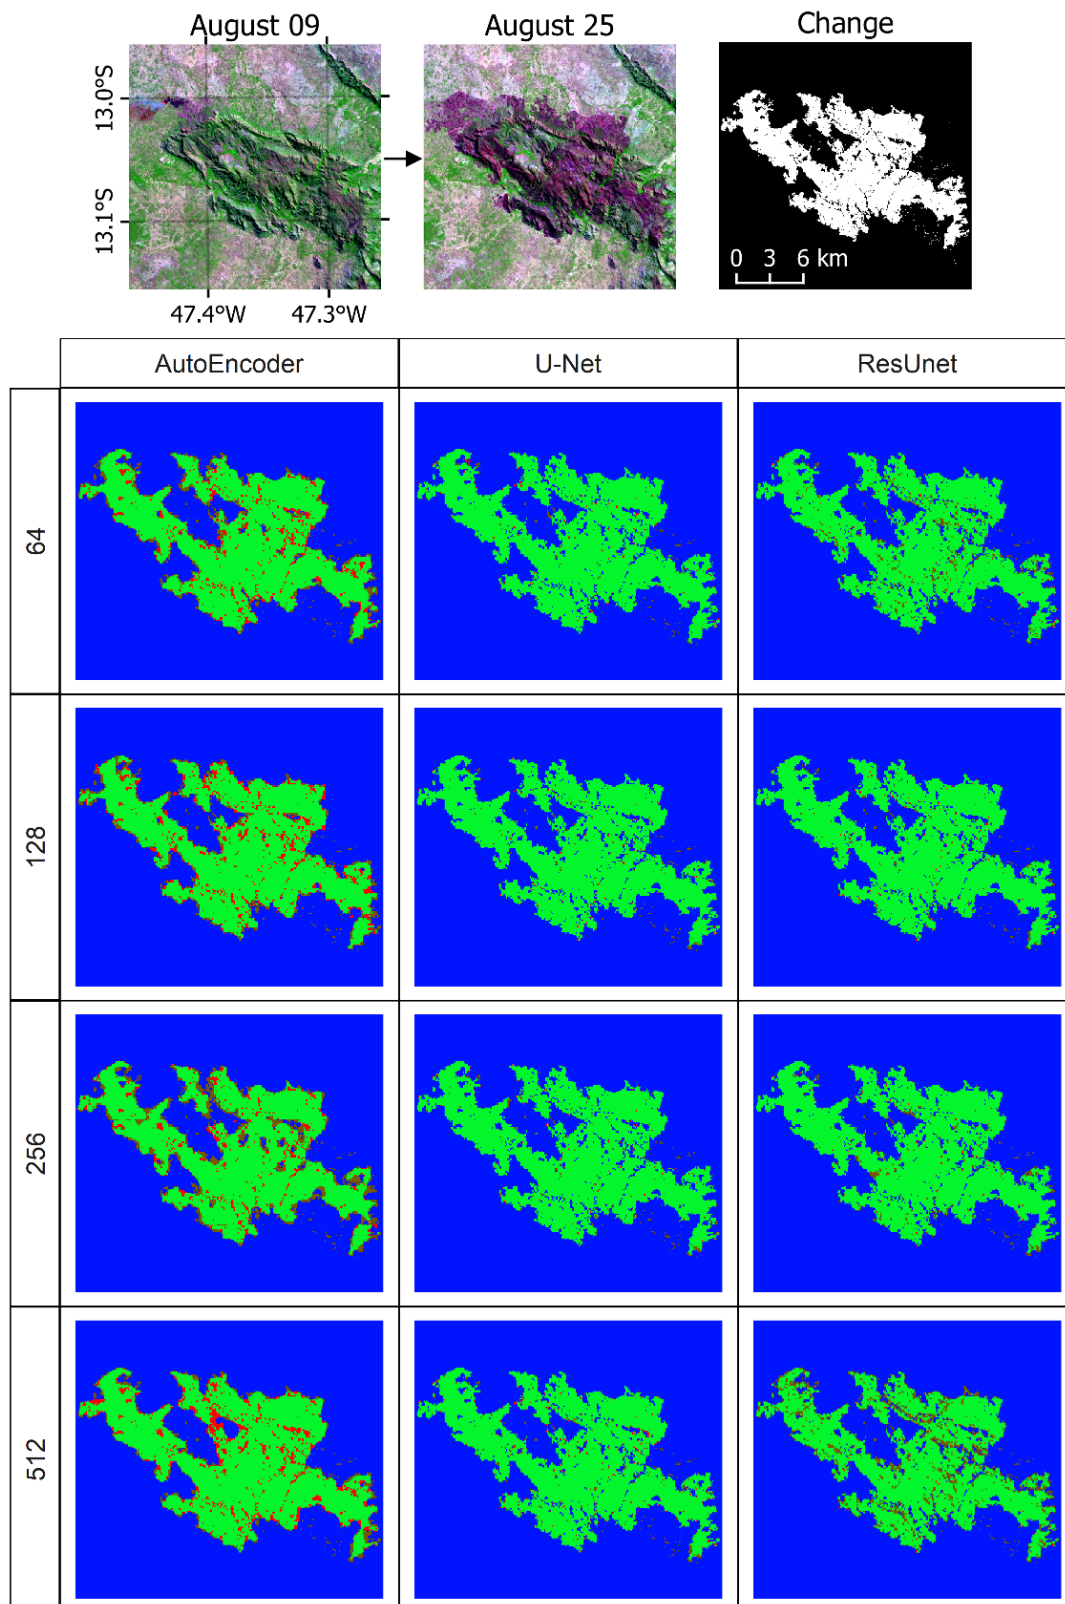 August 09
August 25
Change
13.0°S
13.1°S
47.4°W
47.3°W
0 3 6 km
AutoEncoder
U-Net
ResUnet
64
128
256
512